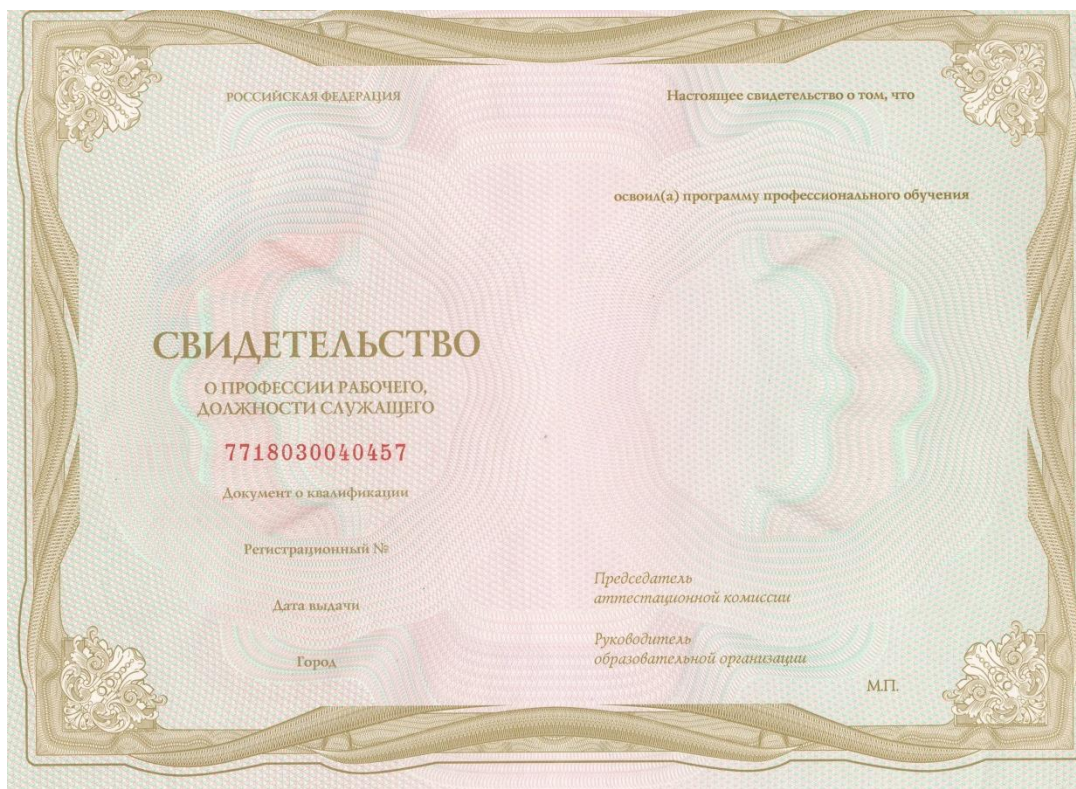 РОССИЙСКАЯ ФЕДЕРАЦИЯ
СВИДЕТЕЛЬСТВО
О ПРОФЕССИИ РАБОЧЕГО,
ДОЛЖНОСТИ СЛУЖАЩЕГО
7718030040457
Документ о квалификации
Регистрационный №
Дата выдачи
Город
Настоящее свидетельство о том, что
освоил(а) программу профессионального обучения
Председатель
аттестационной комиссии
Руководитель
образовательной организации
М.П.